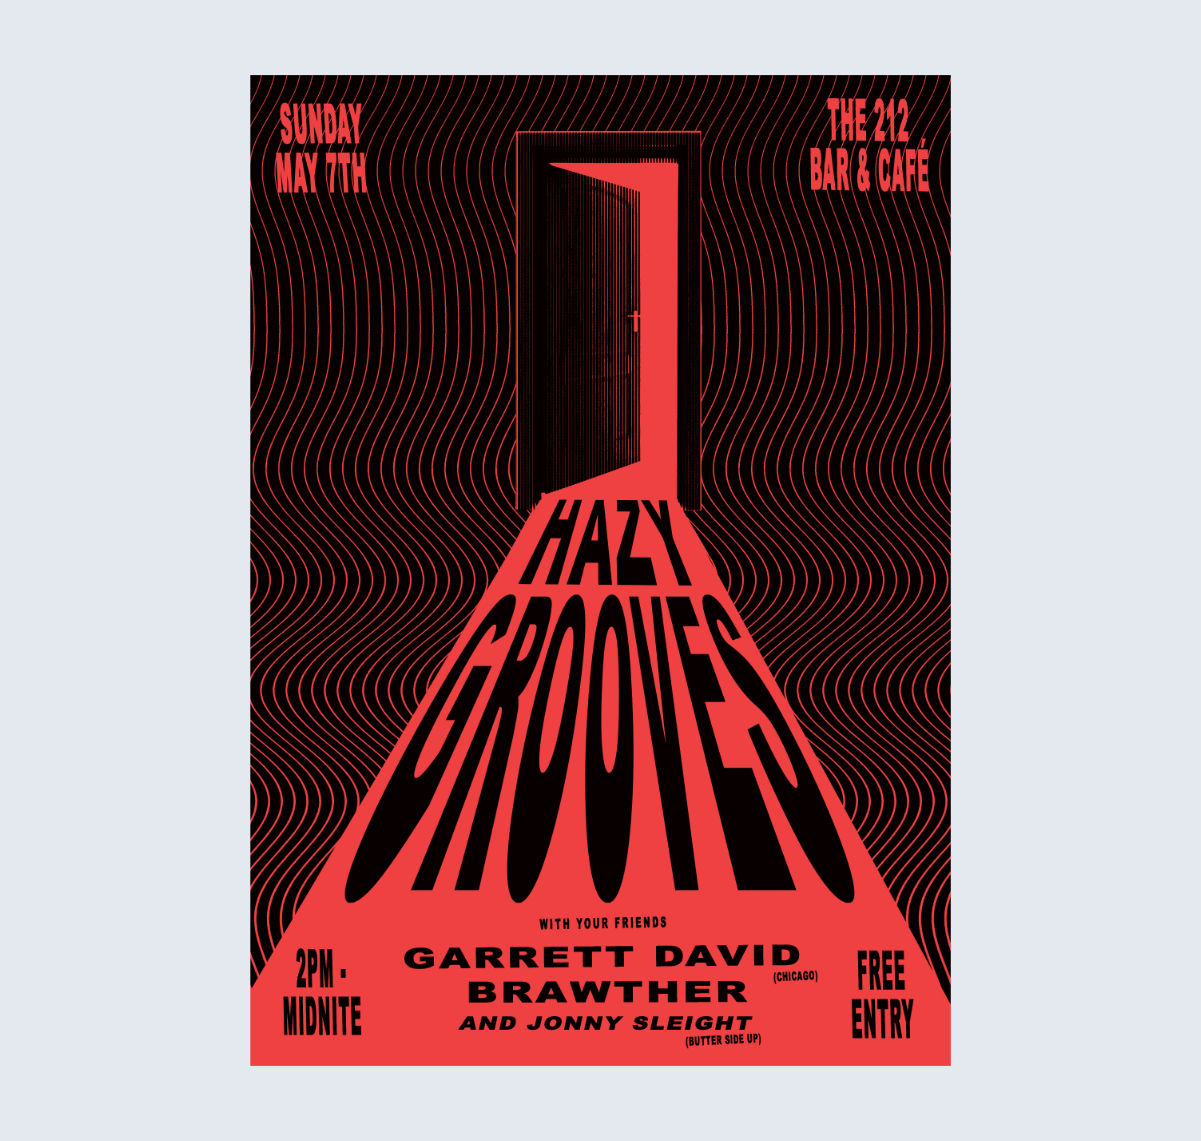 SUNDAY
MAY 7TH
THE 212
BAR & CAFÉ
HAZY
GROOVES
WITH YOUR FRIENDS
GARRETT DAVID
(CHICAGO)
BRAWTHER
AND JONNY SLEIGHT
(BUTTER SIDE UP)
2PM -
MIDNITE
FREE
ENTRY